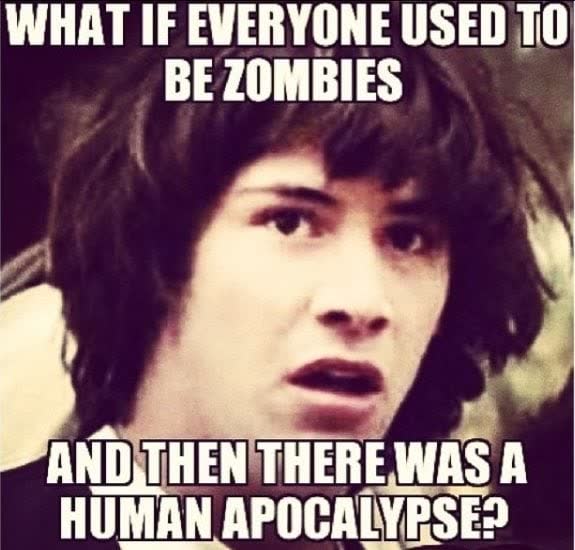 WHAT IF EVERYONE USED TO
BE ZOMBIES
AND THEN THERE WAS A
HUMAN APOCALYPSE?